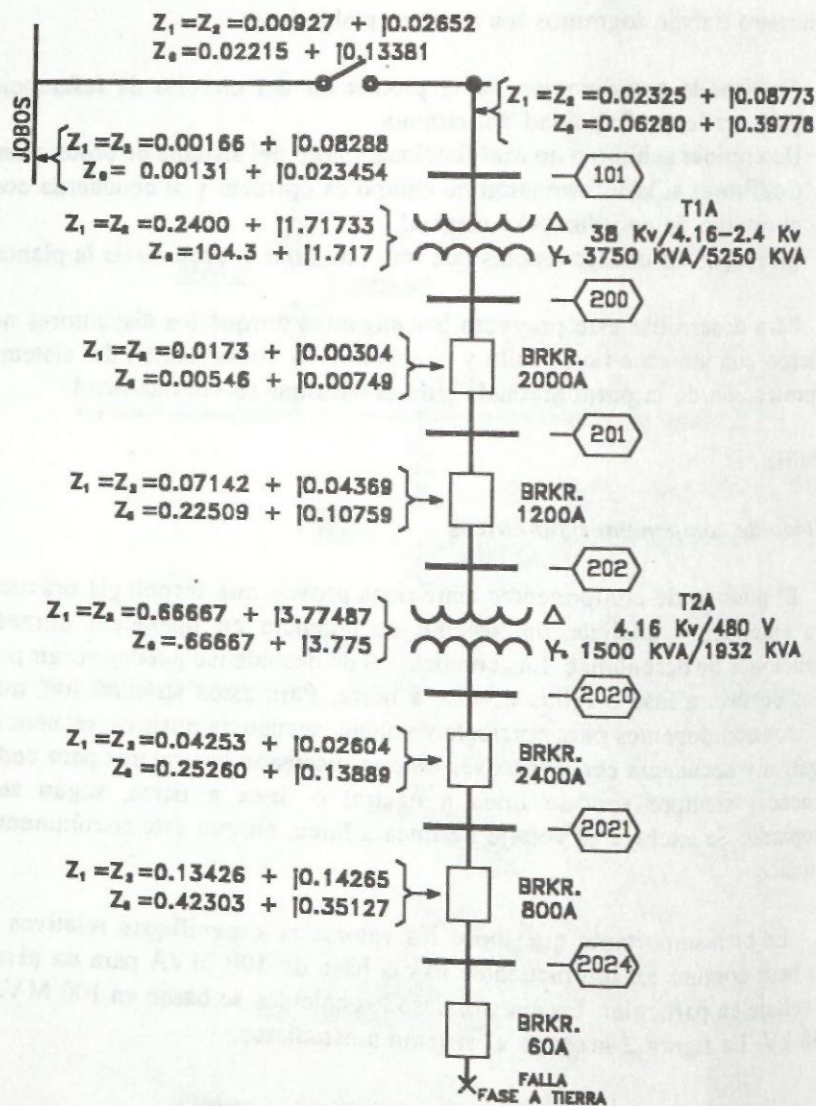 Z₁ = Z₂ = 0.00927 + j0.02652
Z₀ = 0.02215 + j0.13381
JOBOS
Z₁ = Z₂ = 0.02325 + j0.08773
Z₀ = 0.06280 + j0.39778
Z₁ = Z₂ = 0.00166 + j0.08288
Z₀ = 0.00131 + j0.023454
101
Z₁ = Z₂ = 0.2400 + j1.71733
Z₀ = 104.3 + j1.717
T1A
Δ 38 Kv/4.16-2.4 Kv
Y 3750 KVA/5250 KVA
200
Z₁ = Z₂ = 0.0173 + j0.00304
Z₀ = 0.00546 + j0.00749
BRKR.
2000A
201
Z₁ = Z₂ = 0.07142 + j0.04369
Z₀ = 0.22509 + j0.10759
BRKR.
1200A
202
Z₁ = Z₂ = 0.66667 + j3.77487
Z₀ = .66667 + j3.775
T2A
Δ 4.16 Kv/480 V
Y 1500 KVA/1932 KVA
2020
Z₁ = Z₂ = 0.04253 + j0.02604
Z₀ = 0.25260 + j0.13889
BRKR.
2400A
2021
Z₁ = Z₂ = 0.13426 + j0.14265
Z₀ = 0.42303 + j0.35127
BRKR.
800A
2024
BRKR.
60A
FALLA
FASE A TIERRA